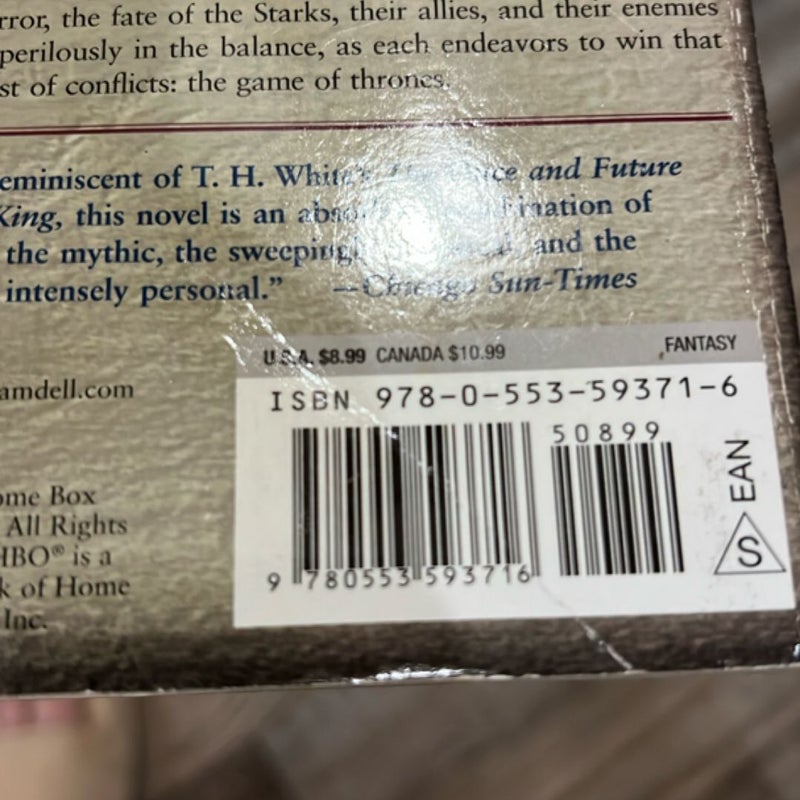 rror, the fate of the Starks, their allies, and their enemies
perilously in the balance, as each endeavors to win that
st of conflicts: the game of thrones.
eminiscent of T. H. White's and Future
King, this novel is an of
the mythic, the sweepingly and the
intensely personal.” —Chicago Sun-Times
U.S.A. $8.99 CANADA $10.99 FANTASY
amdell.com
ISBN 978-0-553-59371-6
50899
EAN
S
ome Box
All Rights
HBO® is a
k of Home
Inc.
9 780553 593716